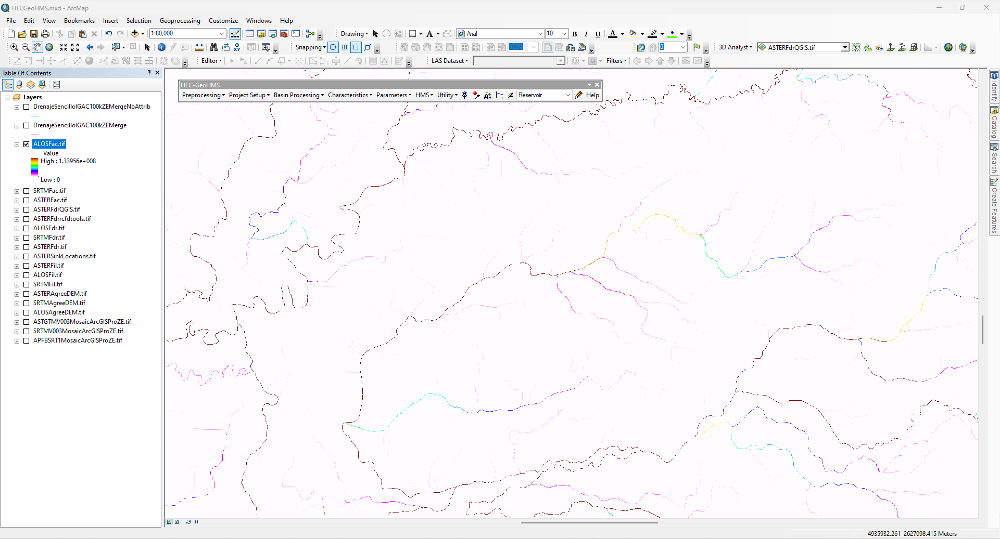 HECGeoHMS.mxd - ArcMap
File Edit View Bookmarks Insert Selection Geoprocessing Customize Windows Help
1:80,000 Drawing Arial 10 B I U A
Snapping 100% 0 3D Analyst ASTERFdrQGIS.tif
Editor LAS Dataset Filters
Table Of Contents
Layers
DrenajeSencilloIGAC100kZEMergeNoAttrib
DrenajeSencilloIGAC100kZEMerge
ALOSFac.tif
Value
High : 1.33956e+008
Low : 0
SRTMFac.tif
ASTERFac.tif
ASTERFdrQGIS.tif
ASTERFdrrcfdtools.tif
ALOSFdr.tif
SRTMFdr.tif
ASTERFdr.tif
ASTERSinkLocations.tif
ASTERFil.tif
ALOSFil.tif
SRTMFil.tif
ASTERAgreeDEM.tif
SRTMAgreeDEM.tif
ALOSAgreeDEM.tif
ASTGTMV003MosaicArcGISProZE.tif
SRTMV003MosaicArcGISProZE.tif
APFBSRT1MosaicArcGISProZE.tif
HEC-GeoHMS
Preprocessing Project Setup Basin Processing Characteristics Parameters HMS Utility Reservoir Help
Identify
Catalog
Search
Create Features
4935932.261 2627098.415 Meters